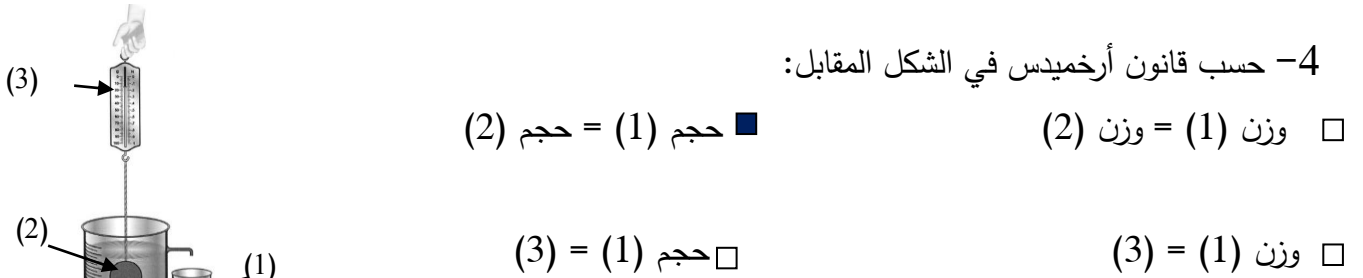 4– حسب قانون أرخميدس في الشكل المقابل:
□ وزن (1) = وزن (2) ■ حجم (1) = حجم (2)
□ وزن (1) = (3) □ حجم (1) = (3)
(3)
(2)
(1)